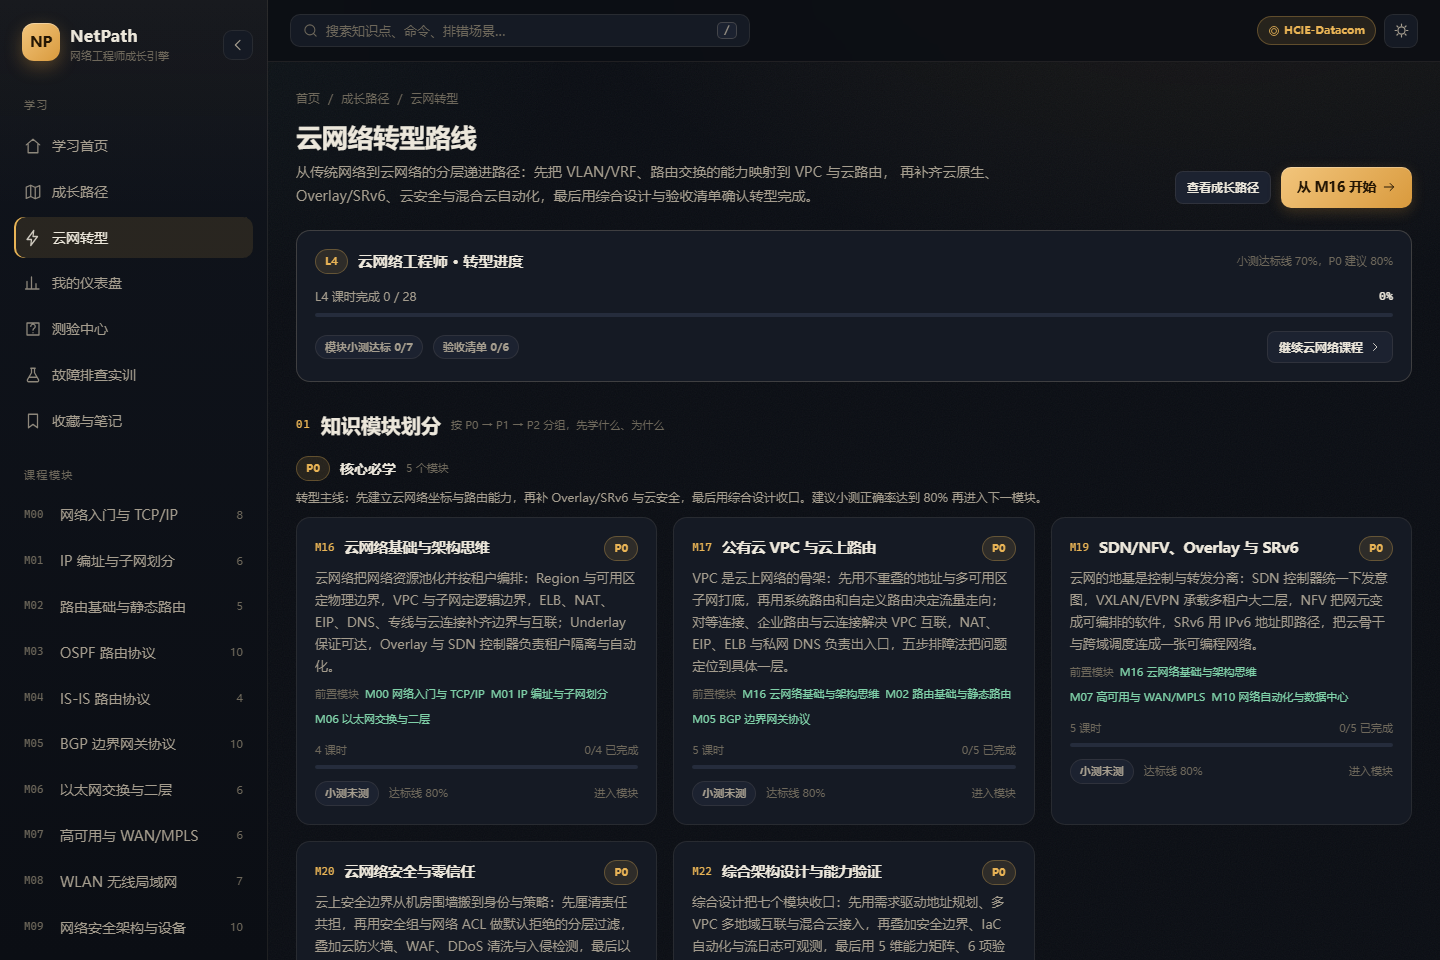 NP
NetPath
网络工程师成长引擎
学习
学习首页
成长路径
云网转型
我的仪表盘
测验中心
故障排查实训
收藏与笔记
课程模块
M00 网络入门与 TCP/IP 8
M01 IP 编址与子网划分 6
M02 路由基础与静态路由 5
M03 OSPF 路由协议 10
M04 IS-IS 路由协议 4
M05 BGP 边界网关协议 10
M06 以太网交换与二层 6
M07 高可用与 WAN/MPLS 6
M08 WLAN 无线局域网 7
M09 网络安全架构与设备 10
搜索知识点、命令、排错场景... /
HCIE-Datacom
首页 / 成长路径 / 云网转型
云网络转型路线
从传统网络到云网络的分层递进路径：先把 VLAN/VRF、路由交换的能力映射到 VPC 与云路由， 再补齐云原生、
Overlay/SRv6、云安全与混合云自动化，最后用综合设计与验收清单确认转型完成。
查看成长路径
从 M16 开始 →
L4 云网络工程师 • 转型进度
小测达标线 70%，P0 建议 80%
L4 课时完成 0 / 28
0%
模块小测达标 0/7
验收清单 0/6
继续云网络课程
01 知识模块划分 按 P0 → P1 → P2 分组，先学什么、为什么
P0 核心必学 5 个模块
转型主线：先建立云网络坐标与路由能力，再补 Overlay/SRv6 与云安全，最后用综合设计收口。建议小测正确率达到 80% 再进入下一模块。
M16 云网络基础与架构思维 P0
云网络把网络资源池化并按租户编排：Region 与可用区
定物理边界，VPC 与子网定逻辑边界，ELB、NAT、
EIP、DNS、专线与云连接补齐边界与互联；Underlay
保证可达，Overlay 与 SDN 控制器负责租户隔离与自动
化。
前置模块 M00 网络入门与 TCP/IP M01 IP 编址与子网划分
M06 以太网交换与二层
4 课时 0/4 已完成
小测未测 达标线 80% 进入模块
M17 公有云 VPC 与云上路由 P0
VPC 是云上网络的骨架：先用不重叠的地址与多可用区
子网打底，再用系统路由和自定义路由决定流量走向；
对等连接、企业路由与云连接解决 VPC 互联，NAT、
EIP、ELB 与私网 DNS 负责出入口，五步排障法把问题
定位到具体一层。
前置模块 M16 云网络基础与架构思维 M02 路由基础与静态路由
M05 BGP 边界网关协议
5 课时 0/5 已完成
小测未测 达标线 80% 进入模块
M19 SDN/NFV、Overlay 与 SRv6 P0
云网的地基是控制与转发分离：SDN 控制器统一下发意
图，VXLAN/EVPN 承载多租户大二层，NFV 把网元变
成可编排的软件，SRv6 用 IPv6 地址即路径，把云骨干
与跨域调度连成一张可编程网络。
前置模块 M16 云网络基础与架构思维
M07 高可用与 WAN/MPLS M10 网络自动化与数据中心
5 课时 0/5 已完成
小测未测 达标线 80% 进入模块
M20 云网络安全与零信任 P0
云上安全边界从机房围墙搬到身份与策略：先厘清责任
共担，再用安全组与网络 ACL 做默认拒绝的分层过滤，
叠加云防火墙、WAF、DDoS 清洗与入侵检测，最后以
M22 综合架构设计与能力验证 P0
综合设计把七个模块收口：先用需求驱动地址规划、多
VPC 多地域互联与混合云接入，再叠加安全边界、IaC
自动化与流日志可观测，最后用 5 维能力矩阵、6 项验